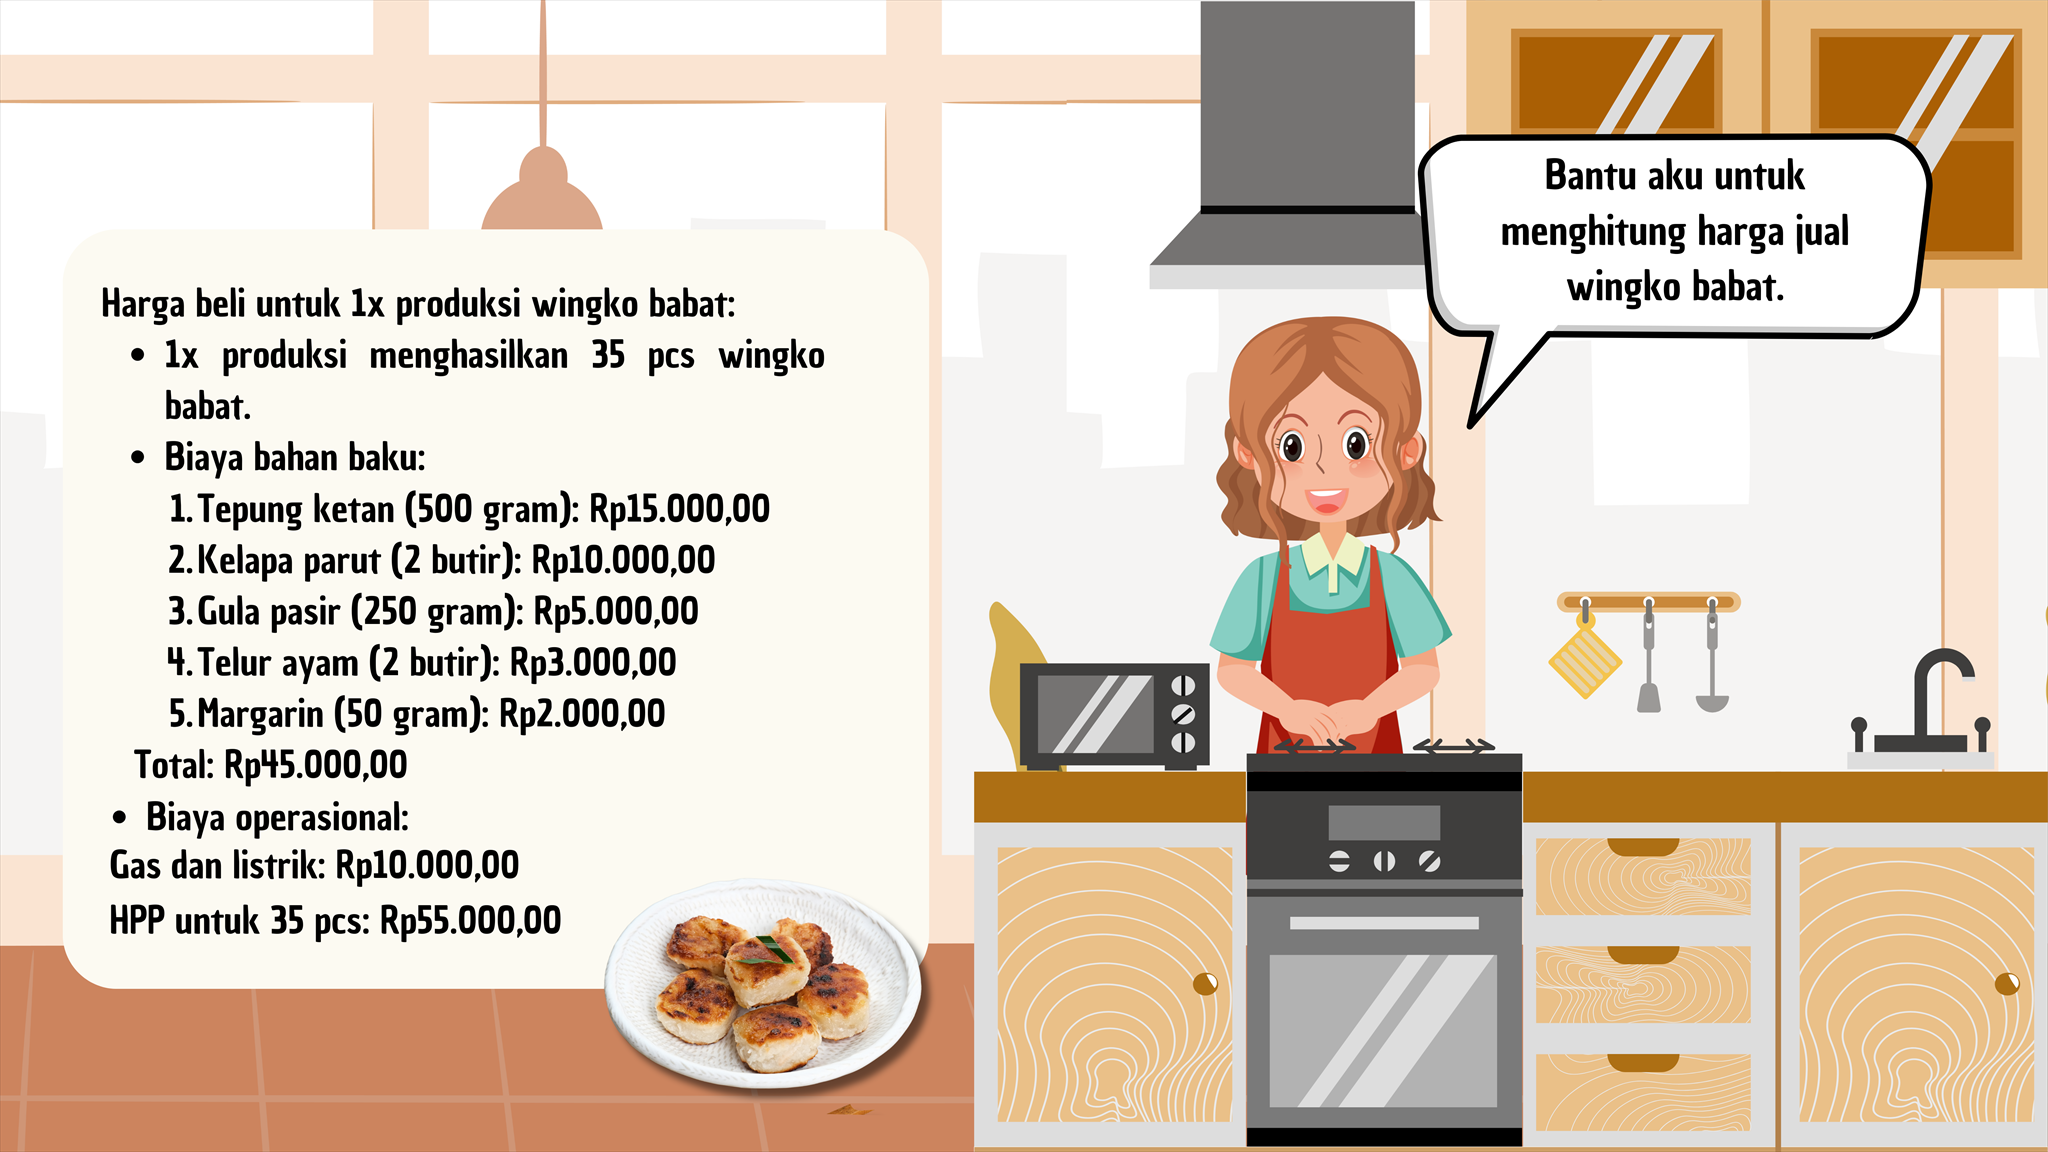 Harga beli untuk 1x produksi wingko babat:
• 1x produksi menghasilkan 35 pcs wingko
babat.
• Biaya bahan baku:
1. Tepung ketan (500 gram): Rp15.000,00
2. Kelapa parut (2 butir): Rp10.000,00
3. Gula pasir (250 gram): Rp5.000,00
4. Telur ayam (2 butir): Rp3.000,00
5. Margarin (50 gram): Rp2.000,00
Total: Rp45.000,00
• Biaya operasional:
Gas dan listrik: Rp10.000,00
HPP untuk 35 pcs: Rp55.000,00
Bantu aku untuk
menghitung harga jual
wingko babat.